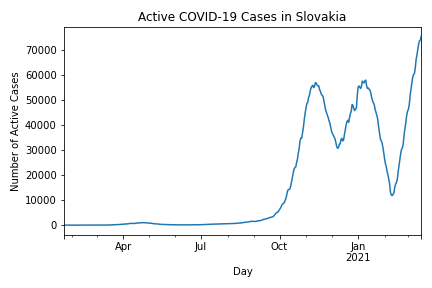 Active COVID-19 Cases in Slovakia
70000
60000
50000
40000
30000
20000
10000
0
Number of Active Cases
Apr
Jul
Oct
Jan
2021
Day